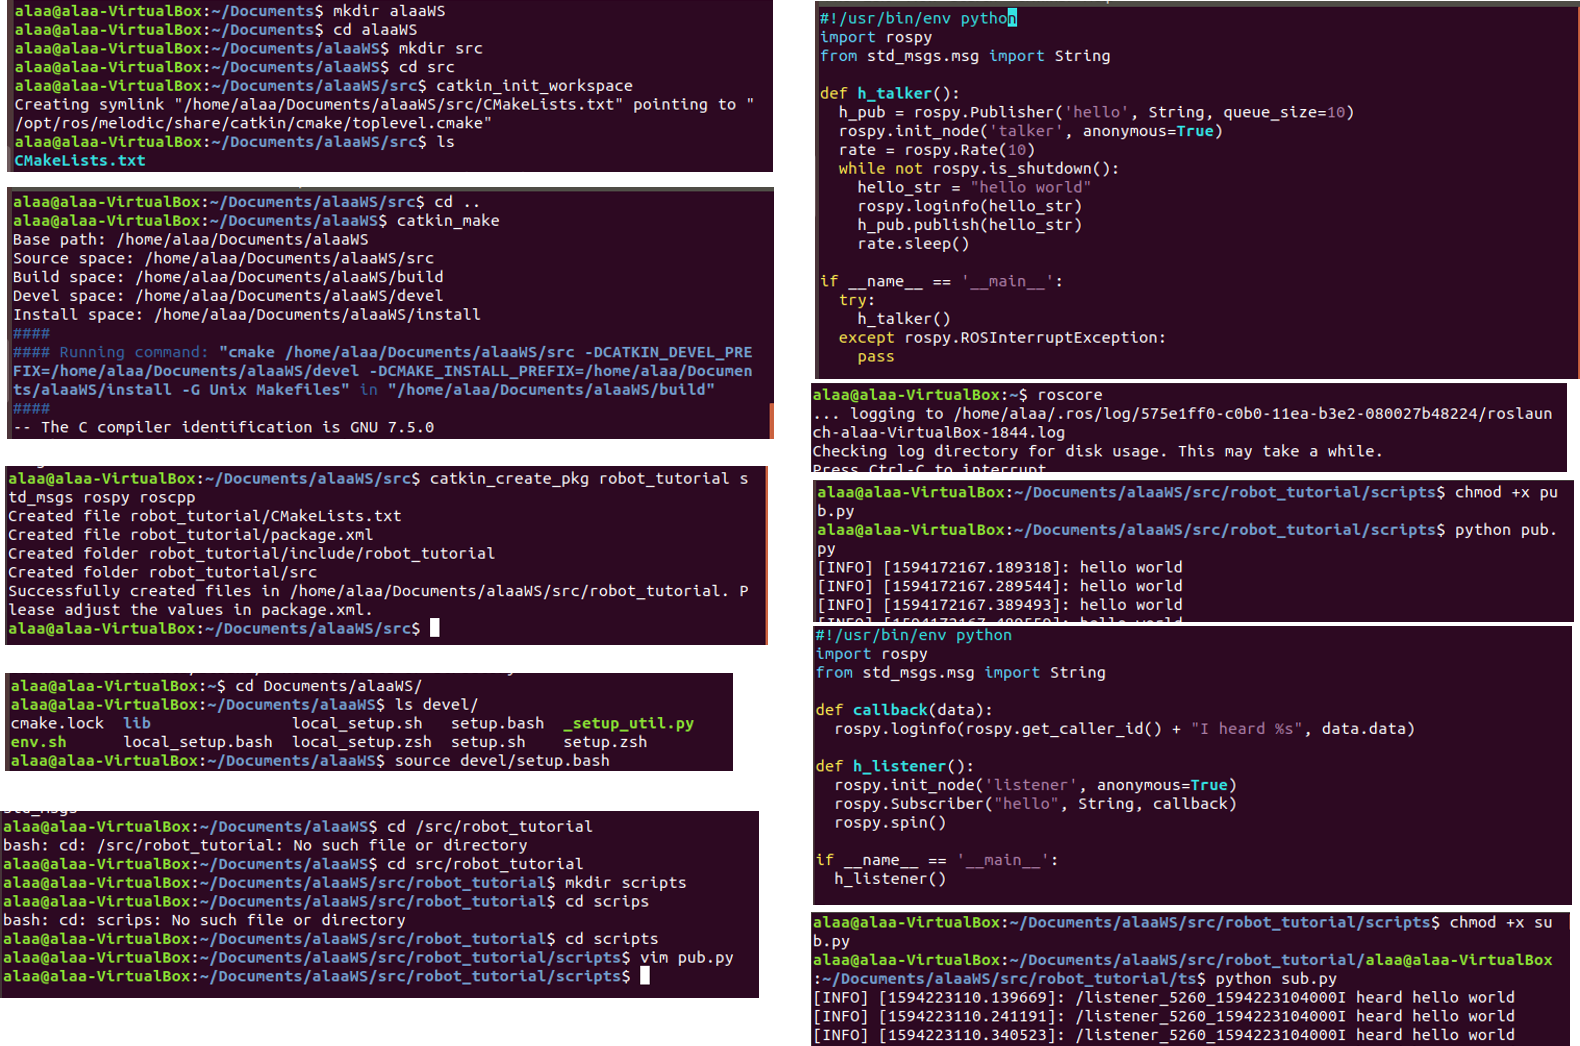 alaa@alaa-VirtualBox:~/Documents$ mkdir alaaWS
alaa@alaa-VirtualBox:~/Documents$ cd alaaWS
alaa@alaa-VirtualBox:~/Documents/alaaWS$ mkdir src
alaa@alaa-VirtualBox:~/Documents/alaaWS$ cd src
alaa@alaa-VirtualBox:~/Documents/alaaWS/src$ catkin_init_workspace
Creating symlink "/home/alaa/Documents/alaaWS/src/CMakeLists.txt" pointing to "
/opt/ros/melodic/share/catkin/cmake/toplevel.cmake"
alaa@alaa-VirtualBox:~/Documents/alaaWS/src$ ls
CMakeLists.txt
alaa@alaa-VirtualBox:~/Documents/alaaWS/src$ cd ..
alaa@alaa-VirtualBox:~/Documents/alaaWS$ catkin_make
Base path: /home/alaa/Documents/alaaWS
Source space: /home/alaa/Documents/alaaWS/src
Build space: /home/alaa/Documents/alaaWS/build
Devel space: /home/alaa/Documents/alaaWS/devel
Install space: /home/alaa/Documents/alaaWS/install
####
#### Running command: "cmake /home/alaa/Documents/alaaWS/src -DCATKIN_DEVEL_PRE
FIX=/home/alaa/Documents/alaaWS/devel -DCMAKE_INSTALL_PREFIX=/home/alaa/Documen
ts/alaaWS/install -G Unix Makefiles" in "/home/alaa/Documents/alaaWS/build"
####
-- The C compiler identification is GNU 7.5.0
alaa@alaa-VirtualBox:~/Documents/alaaWS/src$ catkin_create_pkg robot_tutorial s
td_msgs rospy roscpp
Created file robot_tutorial/CMakeLists.txt
Created file robot_tutorial/package.xml
Created folder robot_tutorial/include/robot_tutorial
Created folder robot_tutorial/src
Successfully created files in /home/alaa/Documents/alaaWS/src/robot_tutorial. P
lease adjust the values in package.xml.
alaa@alaa-VirtualBox:~/Documents/alaaWS/src$
alaa@alaa-VirtualBox:~$ cd Documents/alaaWS/
alaa@alaa-VirtualBox:~/Documents/alaaWS$ ls devel/
cmake.lock lib local_setup.sh setup.bash _setup_util.py
env.sh local_setup.bash local_setup.zsh setup.sh setup.zsh
alaa@alaa-VirtualBox:~/Documents/alaaWS$ source devel/setup.bash
std_msgs
alaa@alaa-VirtualBox:~/Documents/alaaWS$ cd /src/robot_tutorial
bash: cd: /src/robot_tutorial: No such file or directory
alaa@alaa-VirtualBox:~/Documents/alaaWS$ cd src/robot_tutorial
alaa@alaa-VirtualBox:~/Documents/alaaWS/src/robot_tutorial$ mkdir scripts
alaa@alaa-VirtualBox:~/Documents/alaaWS/src/robot_tutorial$ cd scrips
bash: cd: scrips: No such file or directory
alaa@alaa-VirtualBox:~/Documents/alaaWS/src/robot_tutorial$ cd scripts
alaa@alaa-VirtualBox:~/Documents/alaaWS/src/robot_tutorial/scripts$ vim pub.py
alaa@alaa-VirtualBox:~/Documents/alaaWS/src/robot_tutorial/scripts$
#!/usr/bin/env python
import rospy
from std_msgs.msg import String
def h_talker():
h_pub = rospy.Publisher('hello', String, queue_size=10)
rospy.init_node('talker', anonymous=True)
rate = rospy.Rate(10)
while not rospy.is_shutdown():
hello_str = "hello world"
rospy.loginfo(hello_str)
h_pub.publish(hello_str)
rate.sleep()
if __name__ == '__main__':
try:
h_talker()
except rospy.ROSInterruptException:
pass
alaa@alaa-VirtualBox:~$ roscore
... logging to /home/alaa/.ros/log/575e1ff0-c0b0-11ea-b3e2-080027b48224/roslaun
ch-alaa-VirtualBox-1844.log
Checking log directory for disk usage. This may take a while.
Press Ctrl-C to interrupt
alaa@alaa-VirtualBox:~/Documents/alaaWS/src/robot_tutorial/scripts$ chmod +x pu
b.py
alaa@alaa-VirtualBox:~/Documents/alaaWS/src/robot_tutorial/scripts$ python pub.
py
[INFO] [1594172167.189318]: hello world
[INFO] [1594172167.289544]: hello world
[INFO] [1594172167.389493]: hello world
#!/usr/bin/env python
import rospy
from std_msgs.msg import String
def callback(data):
rospy.loginfo(rospy.get_caller_id() + "I heard %s", data.data)
def h_listener():
rospy.init_node('listener', anonymous=True)
rospy.Subscriber("hello", String, callback)
rospy.spin()
if __name__ == '__main__':
h_listener()
alaa@alaa-VirtualBox:~/Documents/alaaWS/src/robot_tutorial/scripts$ chmod +x su
b.py
alaa@alaa-VirtualBox:~/Documents/alaaWS/src/robot_tutorial/alaa@alaa-VirtualBox
:~/Documents/alaaWS/src/robot_tutorial/ts$ python sub.py
[INFO] [1594223110.139669]: /listener_5260_1594223104000I heard hello world
[INFO] [1594223110.241191]: /listener_5260_1594223104000I heard hello world
[INFO] [1594223110.340523]: /listener_5260_1594223104000I heard hello world